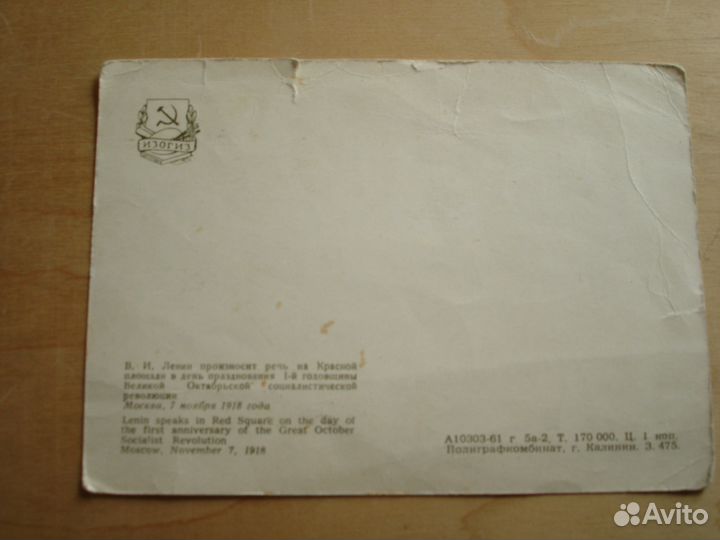 ИЗОГИЗ
В. И. Ленин произносит речь на Красной
площади в день празднования 1-й годовщины
Великой Октябрьской социалистической
революции
Москва, 7 ноября 1918 года
Lenin speaks in Red Square on the day of
the first anniversary of the Great October
Socialist Revolution
Moscow, November 7, 1918
А10303-61 г 5а-2. Т. 170 000. Ц. 1 коп.
Полиграфкомбинат, г. Калинин. З. 475.
Avito